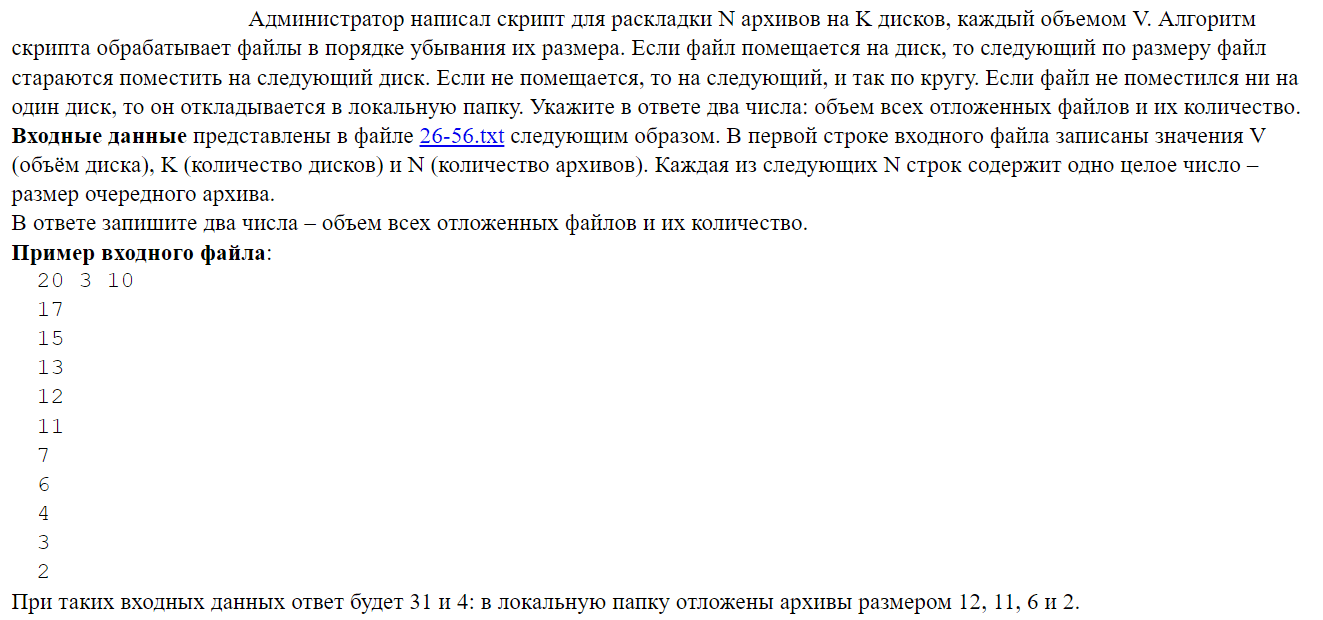 Администратор написал скрипт для раскладки N архивов на K дисков, каждый объемом V. Алгоритм
скрипта обрабатывает файлы в порядке убывания их размера. Если файл помещается на диск, то следующий по размеру файл
стараются поместить на следующий диск. Если не помещается, то на следующий, и так по кругу. Если файл не поместился ни на
один диск, то он откладывается в локальную папку. Укажите в ответе два числа: объем всех отложенных файлов и их количество.
Входные данные представлены в файле 26-56.txt следующим образом. В первой строке входного файла записаны значения V
(объём диска), K (количество дисков) и N (количество архивов). Каждая из следующих N строк содержит одно целое число –
размер очередного архива.
В ответе запишите два числа – объем всех отложенных файлов и их количество.
Пример входного файла:
20 3 10
17
15
13
12
11
7
6
4
3
2
При таких входных данных ответ будет 31 и 4: в локальную папку отложены архивы размером 12, 11, 6 и 2.